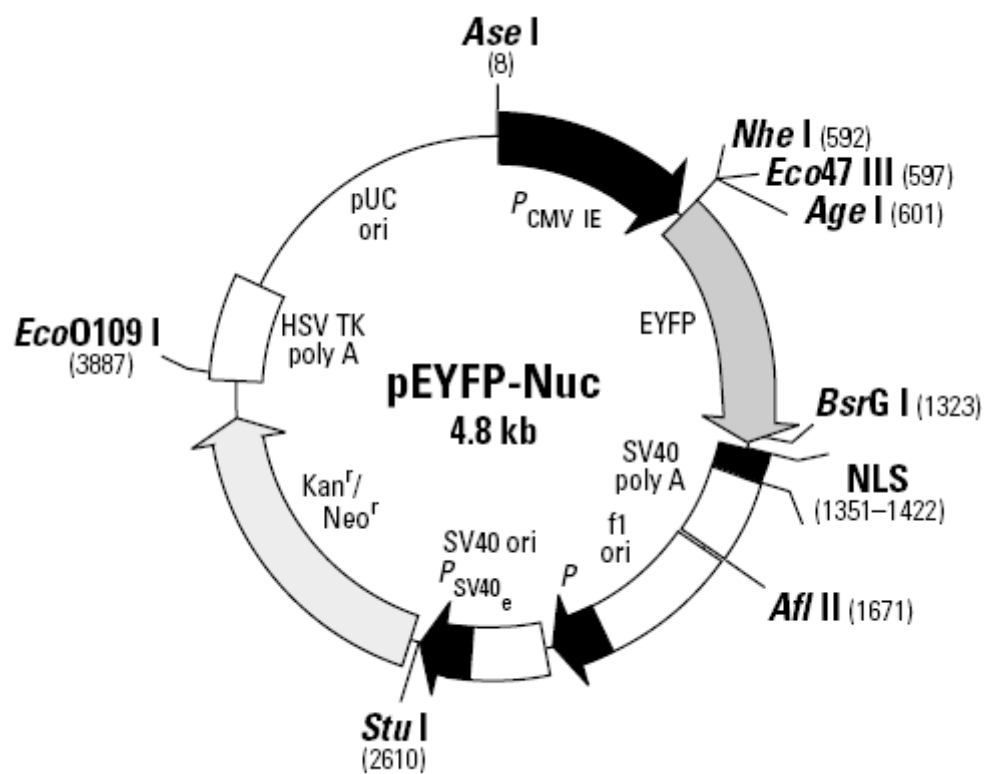 Ase I
(8)
Nhe I (592)
Eco47 III (597)
Age I (601)
pUC
ori
P CMV IE
EYFP
EcoO109 I
(3887)
HSV TK
poly A
pEYFP-Nuc
4.8 kb
BsrG I (1323)
NLS
(1351–1422)
SV40
poly A
f1
ori
Kanr/
Neor
SV40 ori
P SV40e
P
Afl II (1671)
Stu I
(2610)